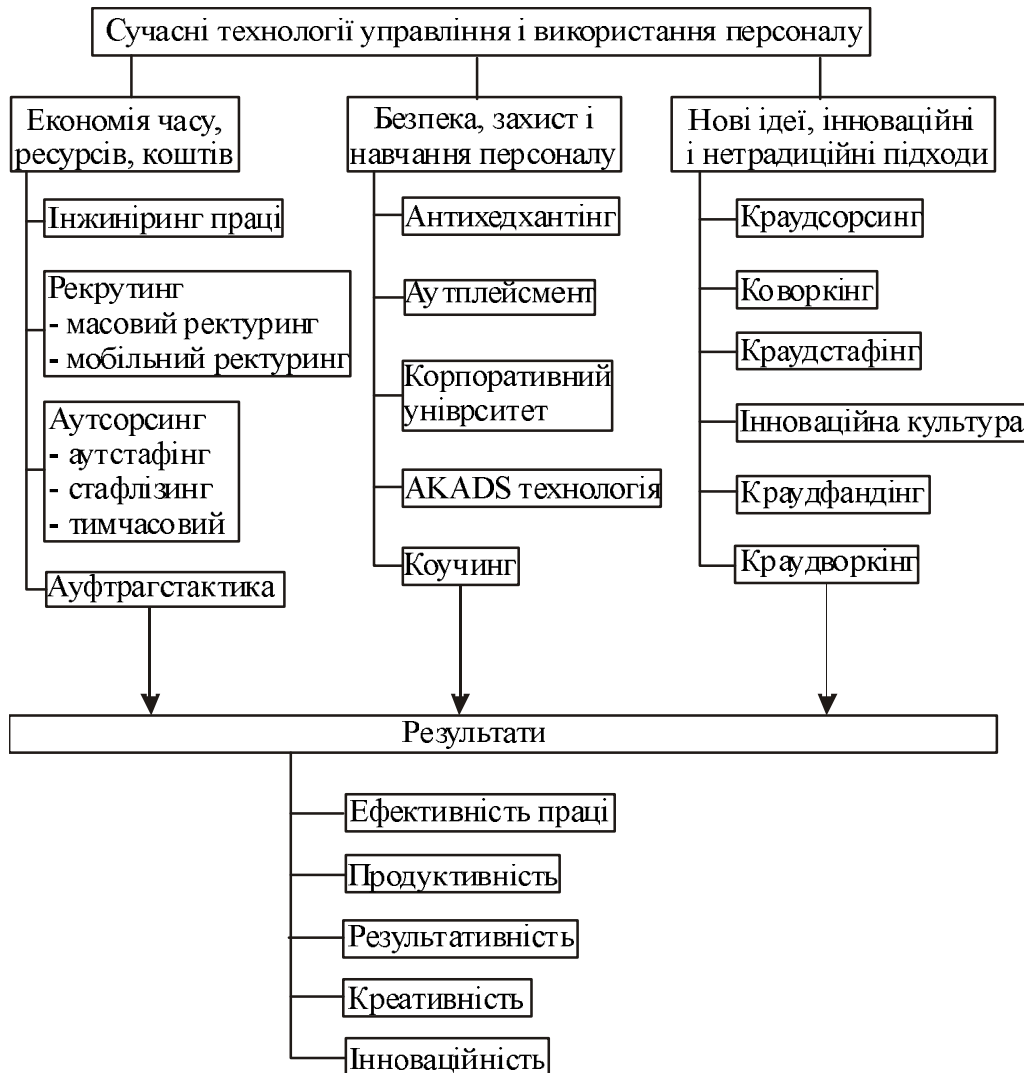 Сучасні технології управління і використання персоналу
Економія часу,
ресурсів, коштів
Інжиніринг праці
Рекрутинг
- масовий ректуринг
- мобільний ректуринг
Аутсорсинг
- аутстафінг
- стафлізинг
- тимчасовий
Ауфтрагстактика
Безпека, захист і
навчання персоналу
Антихедхантінг
Аутплейсмент
Корпоративний
уніврситет
AKADS технологія
Коучинг
Нові ідеї, інноваційні
і нетрадиційні підходи
Краудсорсинг
Коворкінг
Краудстафінг
Інноваційна культура
Краудфандінг
Краудворкінг
Результати
Ефективність праці
Продуктивність
Результативність
Креативність
Інноваційність